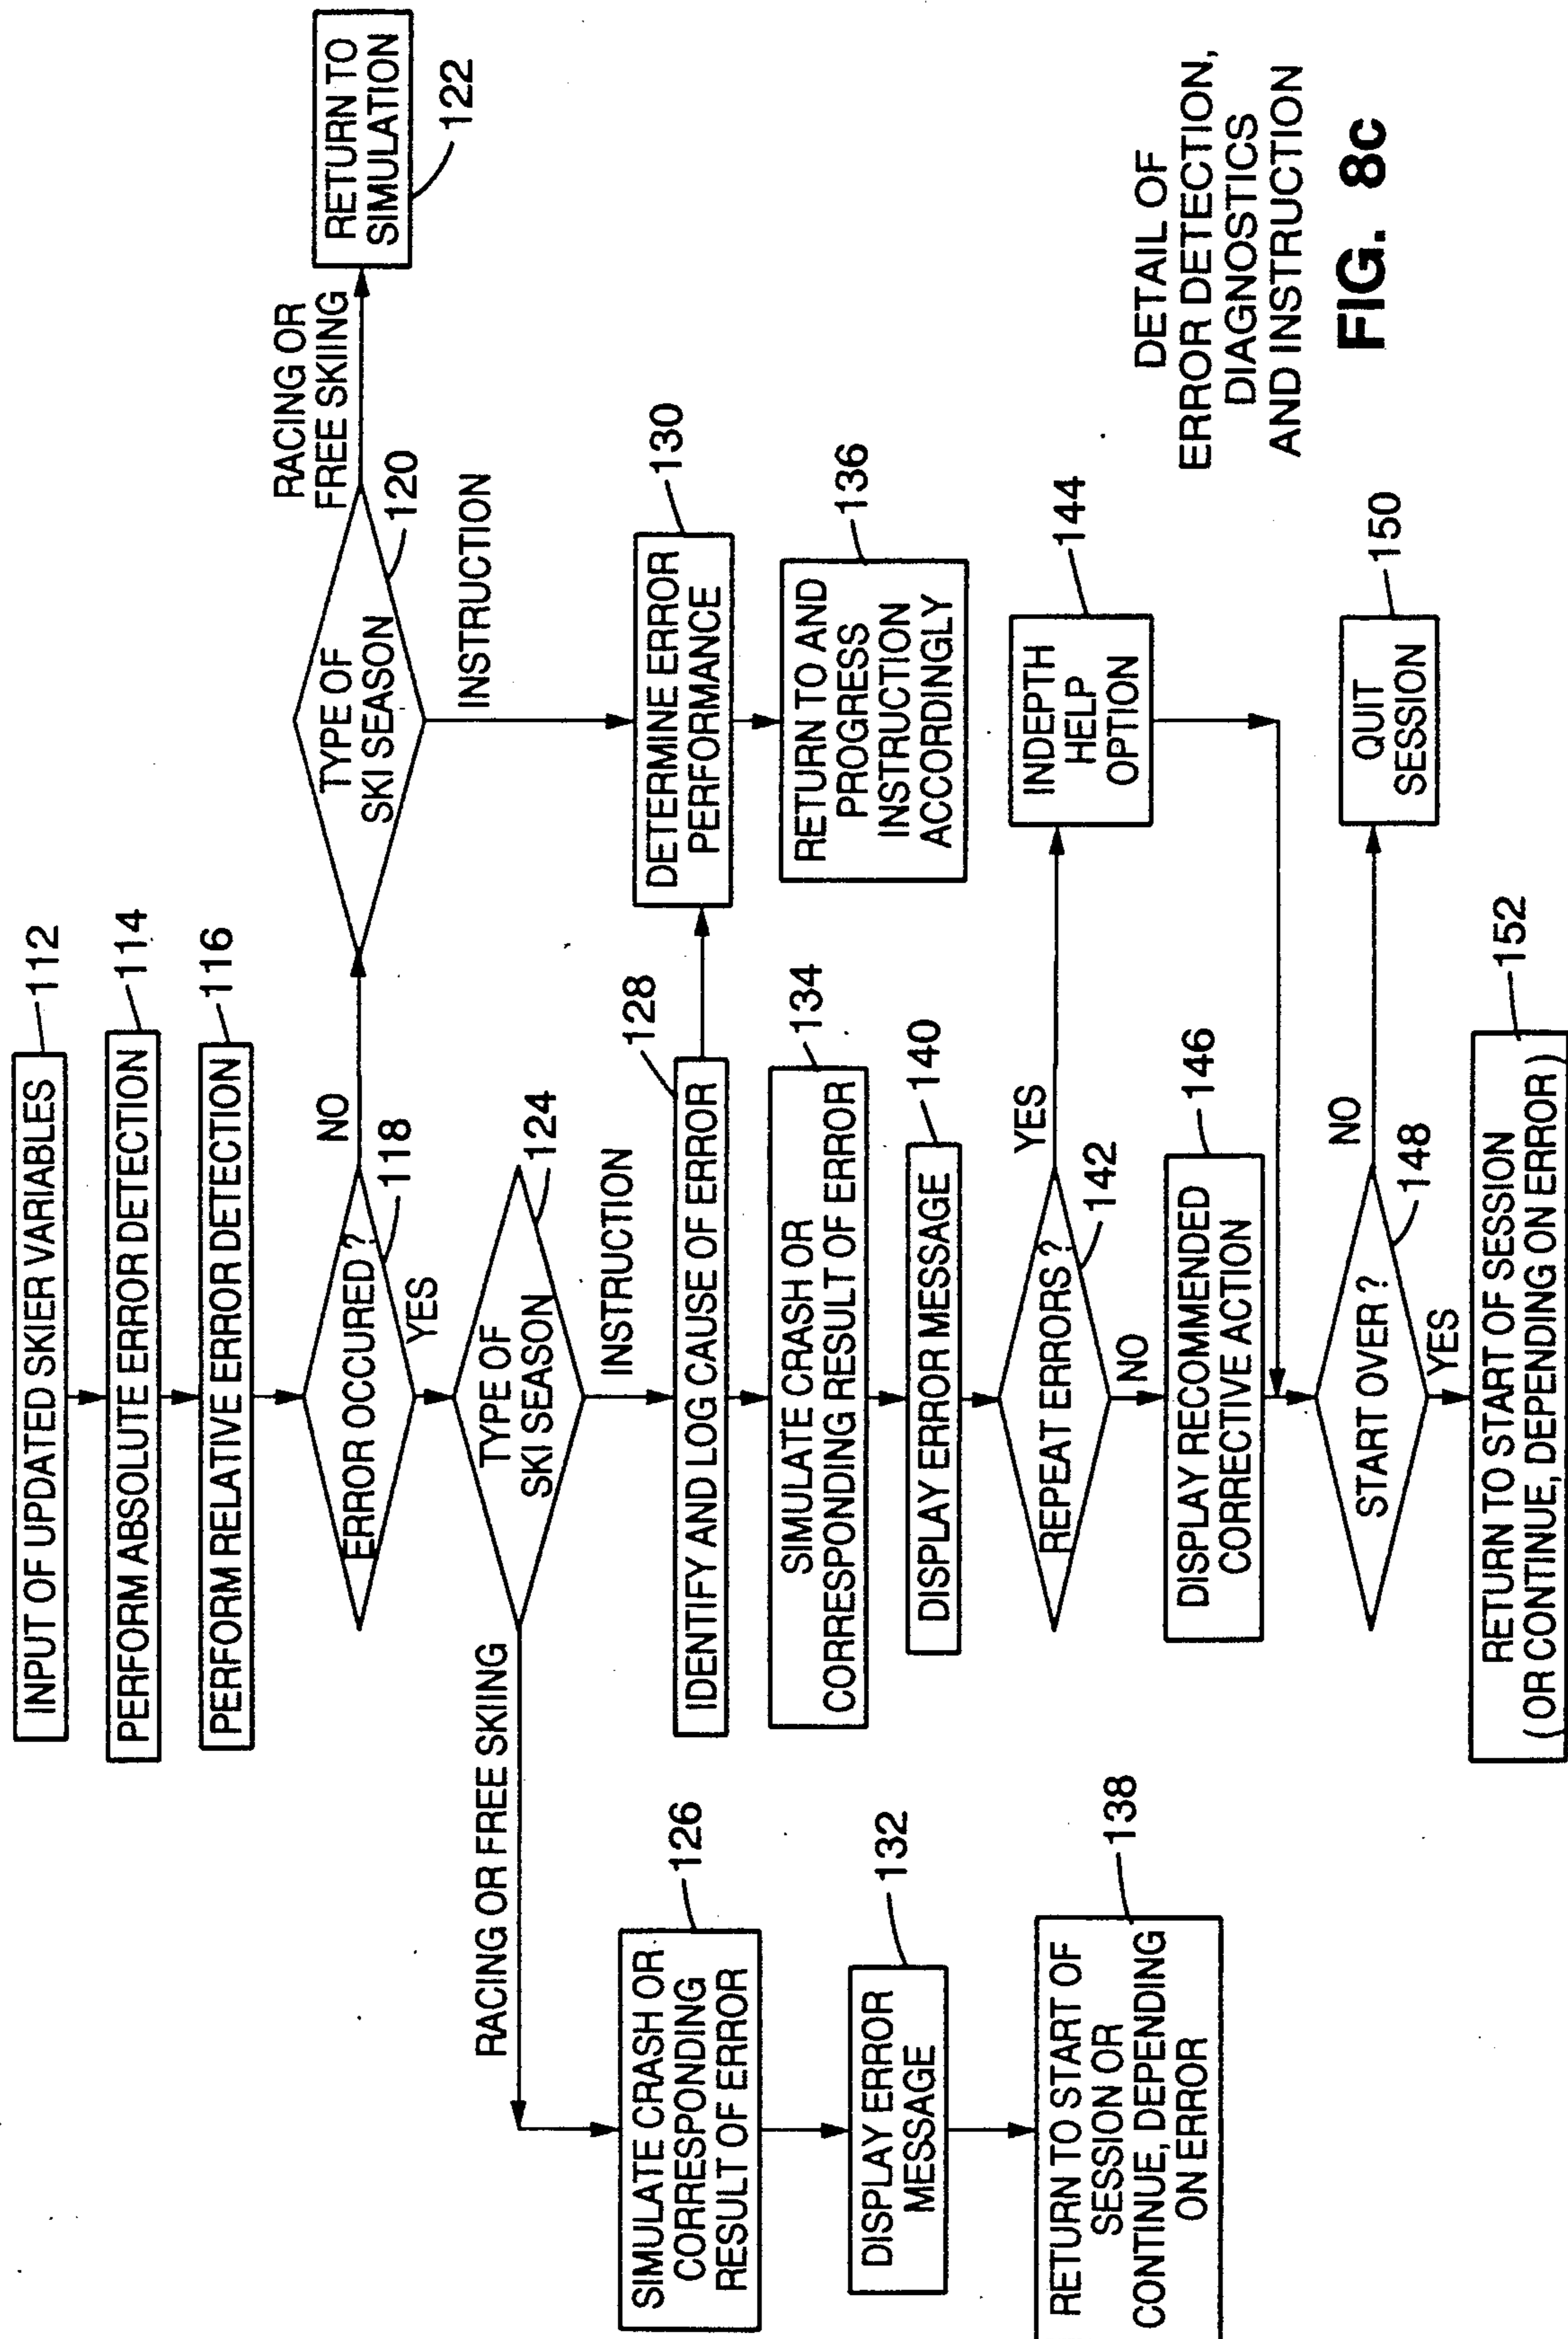 INPUT OF UPDATED SKIER VARIABLES
112
PERFORM ABSOLUTE ERROR DETECTION
114
PERFORM RELATIVE ERROR DETECTION
116
ERROR OCCURED ?
118
NO
YES
TYPE OF
SKI SEASON
120
RACING OR
FREE SKIING
RETURN TO
SIMULATION
122
INSTRUCTION
TYPE OF
SKI SEASON
124
RACING OR FREE SKIING
INSTRUCTION
SIMULATE CRASH OR
CORRESPONDING
RESULT OF ERROR
126
IDENTIFY AND LOG CAUSE OF ERROR
128
DETERMINE ERROR
PERFORMANCE
130
DISPLAY ERROR
MESSAGE
132
SIMULATE CRASH OR
CORRESPONDING RESULT OF ERROR
134
RETURN TO AND
PROGRESS
INSTRUCTION
ACCORDINGLY
136
RETURN TO START OF
SESSION OR
CONTINUE, DEPENDING
ON ERROR
138
DISPLAY ERROR MESSAGE
140
REPEAT ERRORS ?
142
YES
NO
INDEPTH
HELP
OPTION
144
DISPLAY RECOMMENDED
CORRECTIVE ACTION
146
START OVER ?
148
NO
YES
QUIT
SESSION
150
RETURN TO START OF SESSION
( OR CONTINUE, DEPENDING ON ERROR )
152
DETAIL OF
ERROR DETECTION,
DIAGNOSTICS
AND INSTRUCTION
FIG. 8c